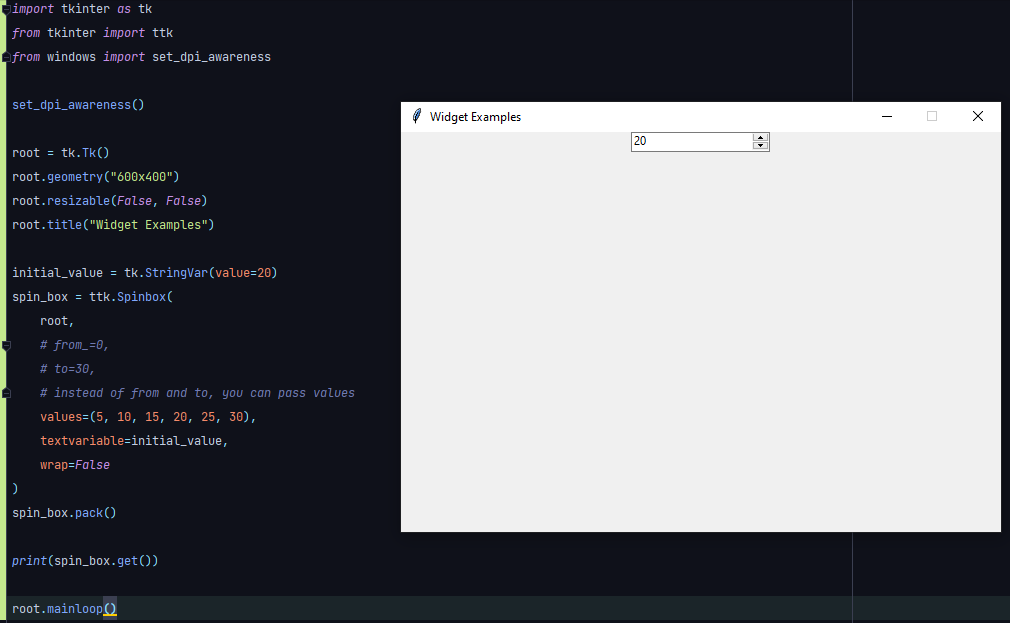 import tkinter as tk
from tkinter import ttk
from windows import set_dpi_awareness

set_dpi_awareness()

root = tk.Tk()
root.geometry("600x400")
root.resizable(False, False)
root.title("Widget Examples")

initial_value = tk.StringVar(value=20)
spin_box = ttk.Spinbox(
    root,
    # from_=0,
    # to=30,
    # instead of from and to, you can pass values
    values=(5, 10, 15, 20, 25, 30),
    textvariable=initial_value,
    wrap=False
)
spin_box.pack()

print(spin_box.get())

root.mainloop()
Widget Examples
20